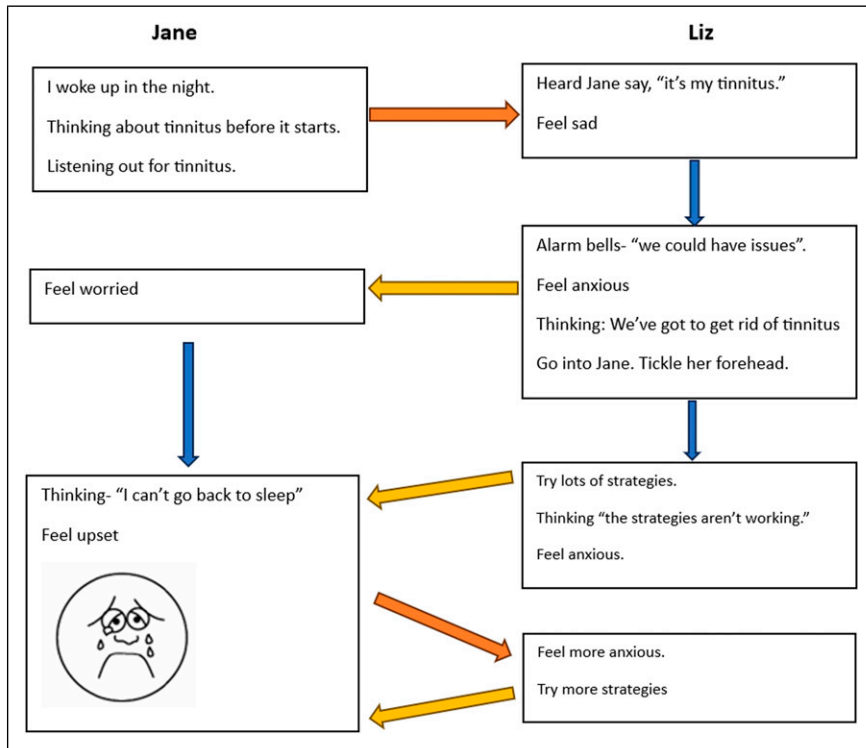 Jane
Liz
I woke up in the night.
Thinking about tinnitus before it starts.
Listening out for tinnitus.
Heard Jane say, “it’s my tinnitus.”
Feel sad
Alarm bells- “we could have issues”.
Feel anxious
Thinking: We’ve got to get rid of tinnitus
Go into Jane. Tickle her forehead.
Feel worried
Try lots of strategies.
Thinking “the strategies aren’t working.”
Feel anxious.
Thinking- “I can’t go back to sleep”
Feel upset
Feel more anxious.
Try more strategies